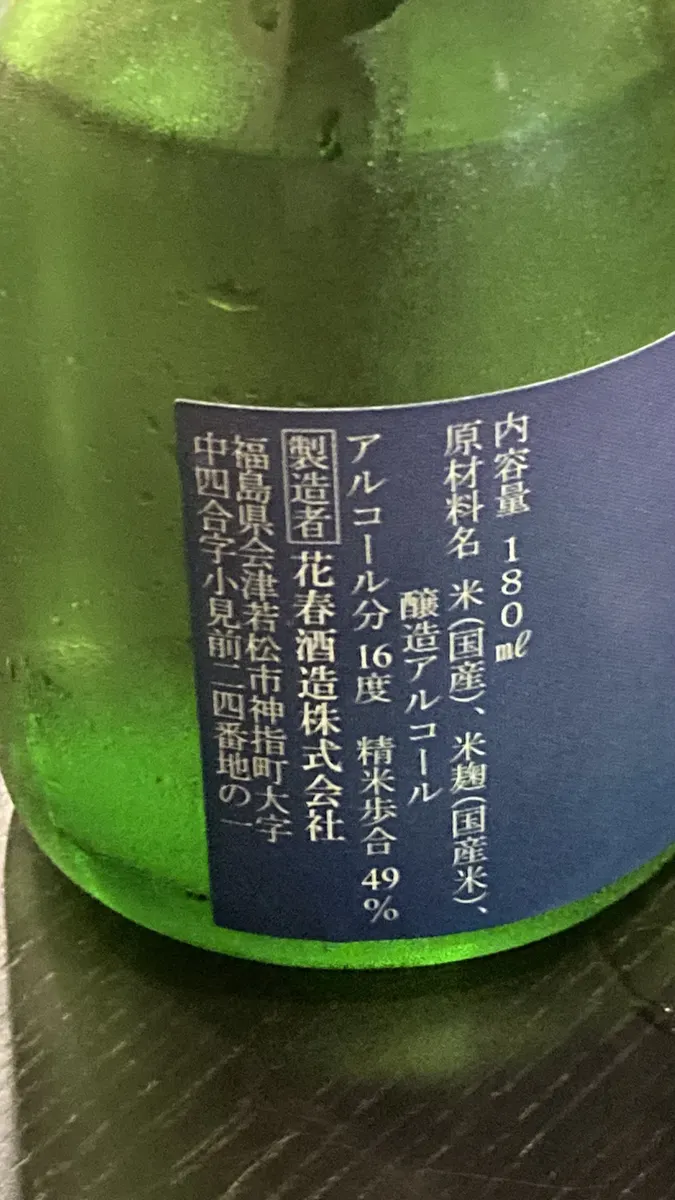 内容量 180㎖
原材料名 米(国産)、米麹(国産米)、
醸造アルコール
アルコール分 16度 精米歩合 49%
製造者 花春酒造株式会社
福島県会津若松市神指町大字
中四合字小見前二四番地の一